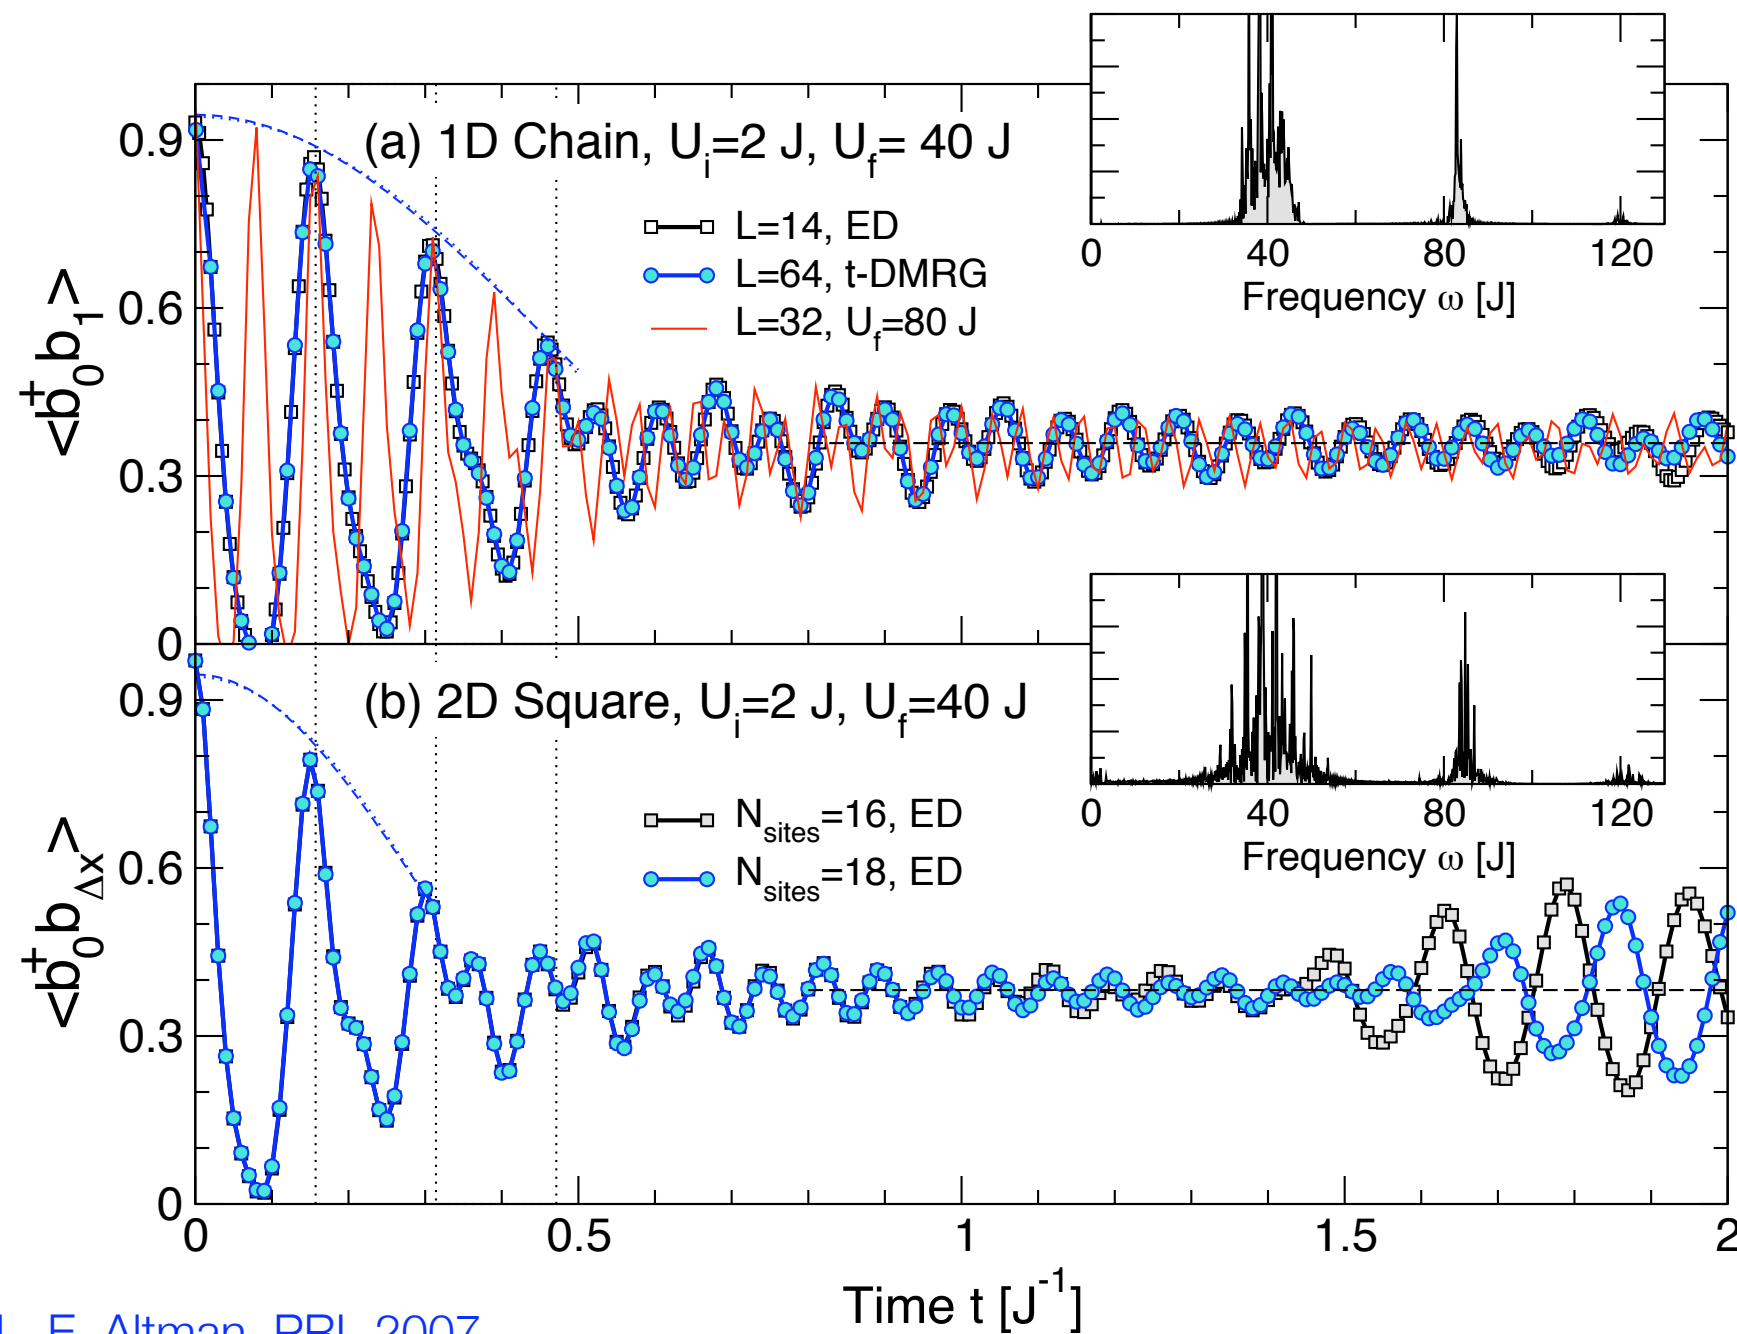 (a) 1D Chain, U_i=2 J, U_f= 40 J
L=14, ED
L=64, t-DMRG
L=32, U_f=80 J
<b_0^+ b_1>
0.9
0.6
0.3
0
0 40 80 120
Frequency ω [J]
(b) 2D Square, U_i=2 J, U_f=40 J
N_sites=16, ED
N_sites=18, ED
<b_0^+ b_Δx>
0.9
0.6
0.3
0
0 40 80 120
Frequency ω [J]
0 0.5 1 1.5 2
Time t [J^-1]
E. Altman, PRL 2007